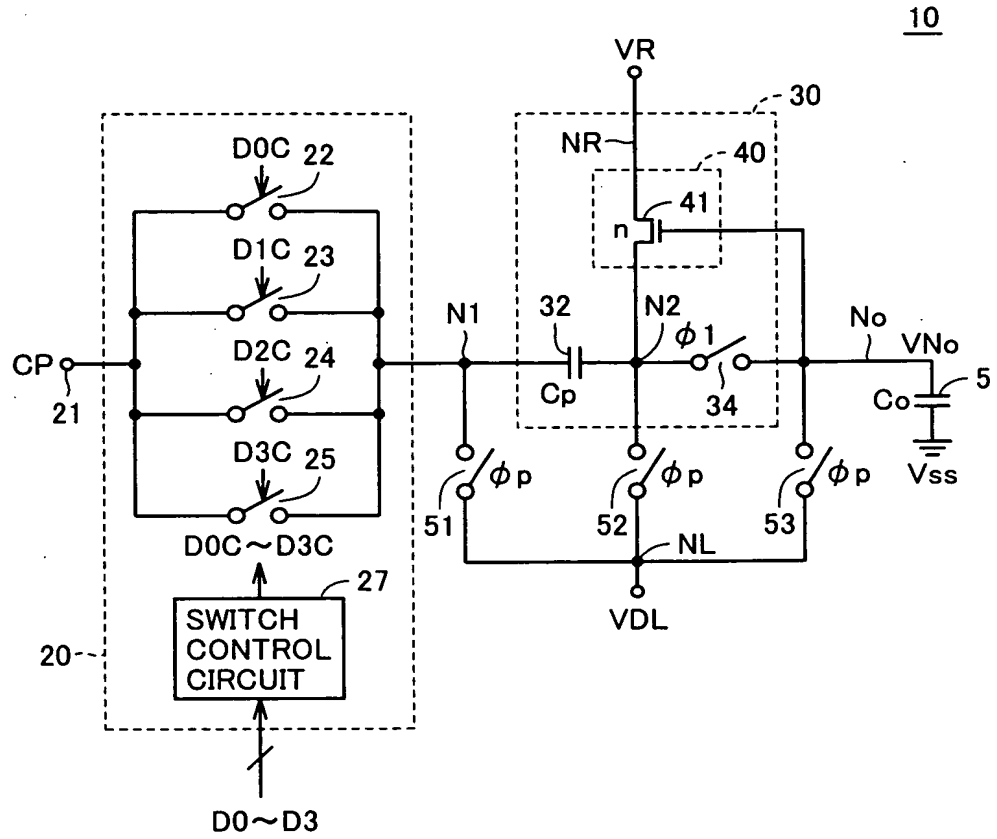 10
VR
30
NR
40
D0C
22
41
n
D1C
23
N1
32
N2
ϕ1
No
VNo
D2C
24
CP
21
Cp
34
Co
5
Vss
D3C
25
51
ϕp
52
ϕp
53
ϕp
D0C～D3C
NL
27
VDL
SWITCH
CONTROL
CIRCUIT
20
D0～D3